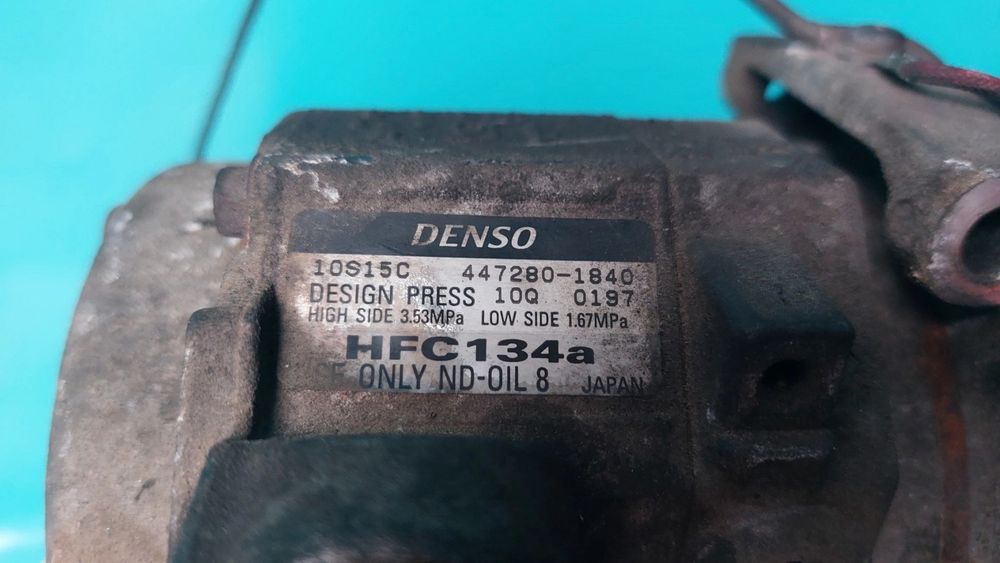 DENSO
10S15C 447280-1840
DESIGN PRESS 10Q 0197
HIGH SIDE 3.53MPa LOW SIDE 1.67MPa
HFC134a
ONLY ND-OIL 8 JAPAN